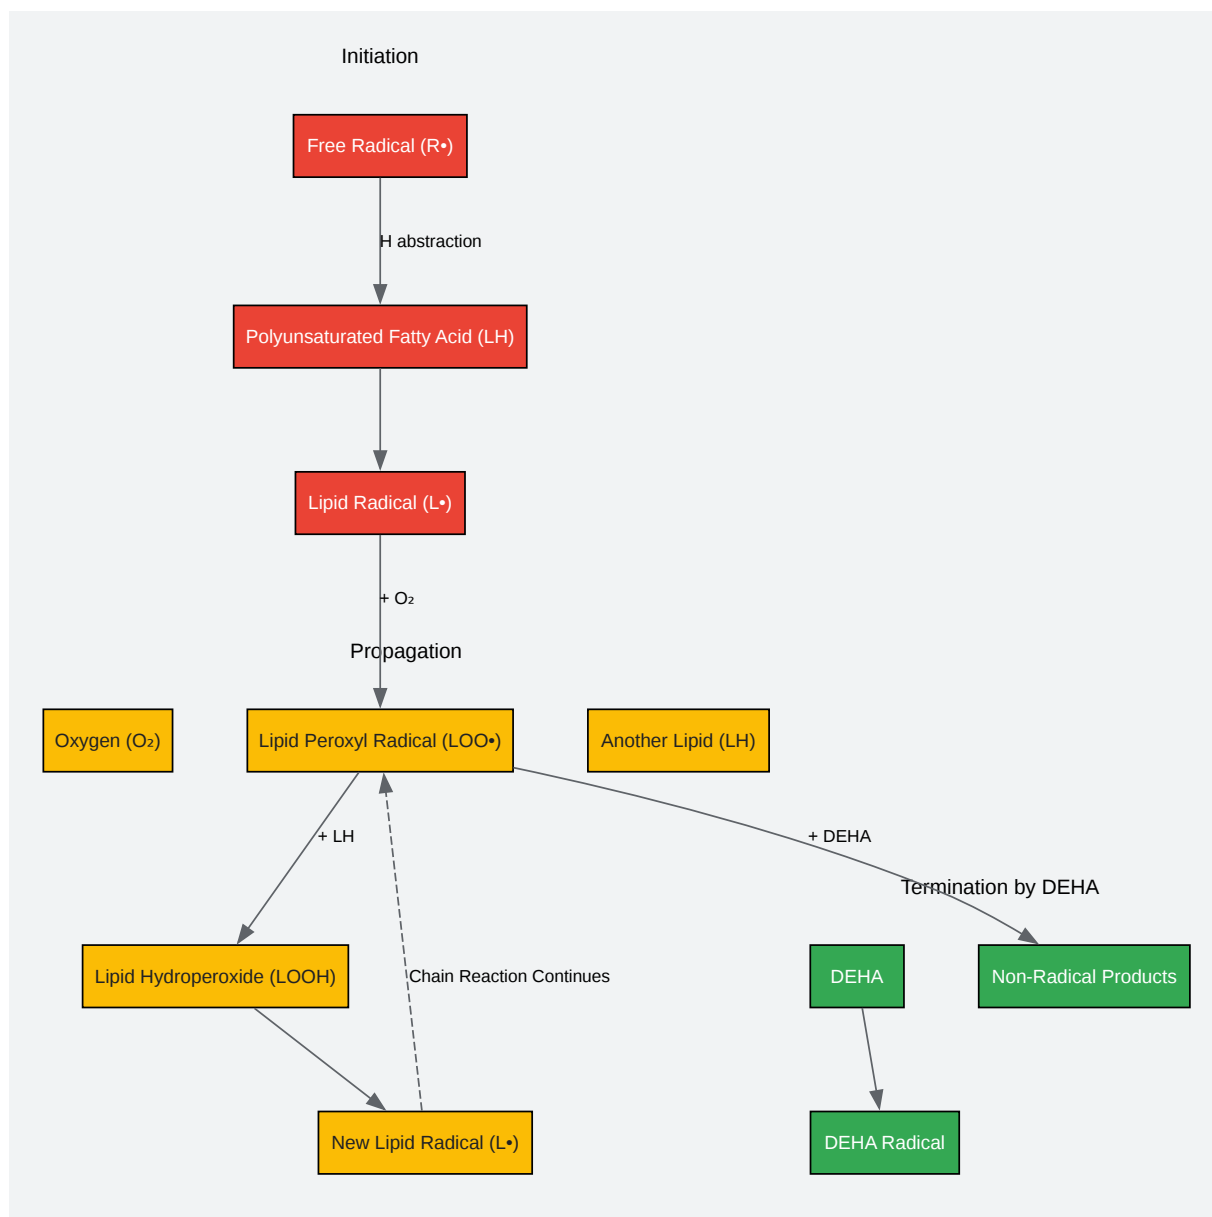 Initiation
Free Radical (R•)
H abstraction
Polyunsaturated Fatty Acid (LH)
Lipid Radical (L•)
+ O₂
Propagation
Oxygen (O₂)
Lipid Peroxyl Radical (LOO•)
Another Lipid (LH)
+ LH
+ DEHA
Termination by DEHA
Lipid Hydroperoxide (LOOH)
Chain Reaction Continues
DEHA
Non-Radical Products
New Lipid Radical (L•)
DEHA Radical